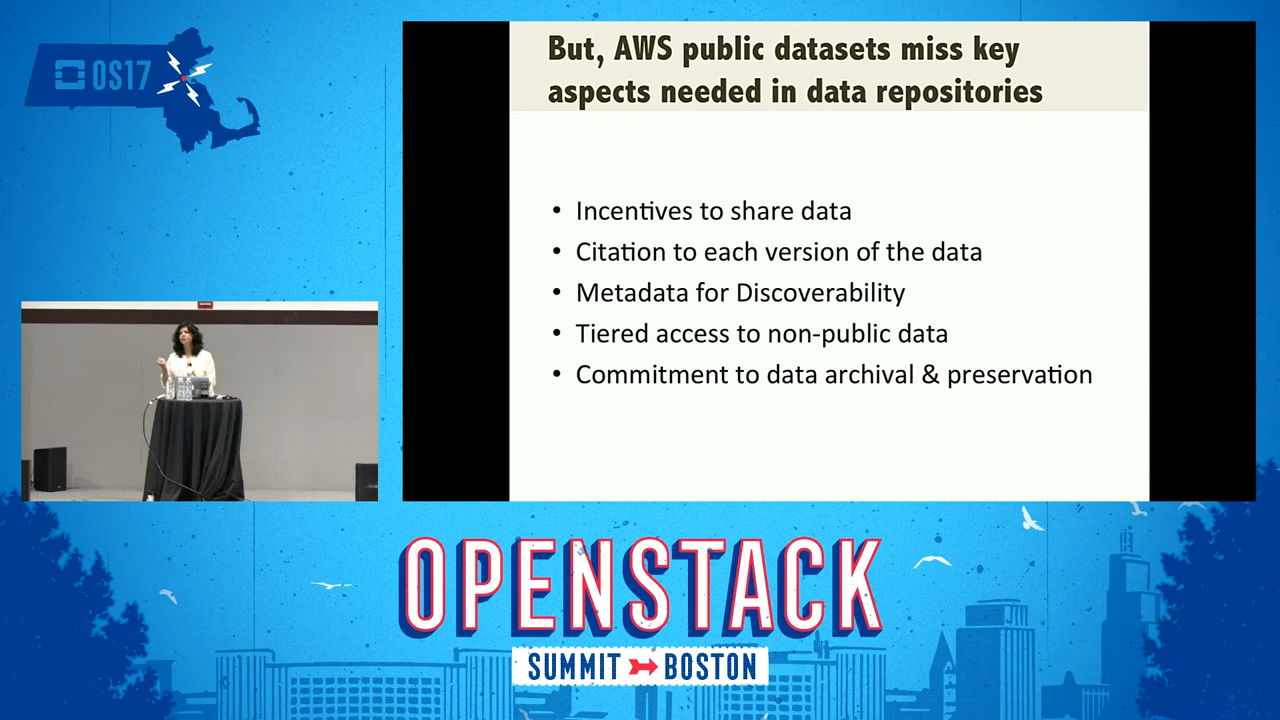 OS17
But, AWS public datasets miss key
aspects needed in data repositories
• Incentives to share data
• Citation to each version of the data
• Metadata for Discoverability
• Tiered access to non-public data
• Commitment to data archival & preservation
OPENSTACK
SUMMIT BOSTON